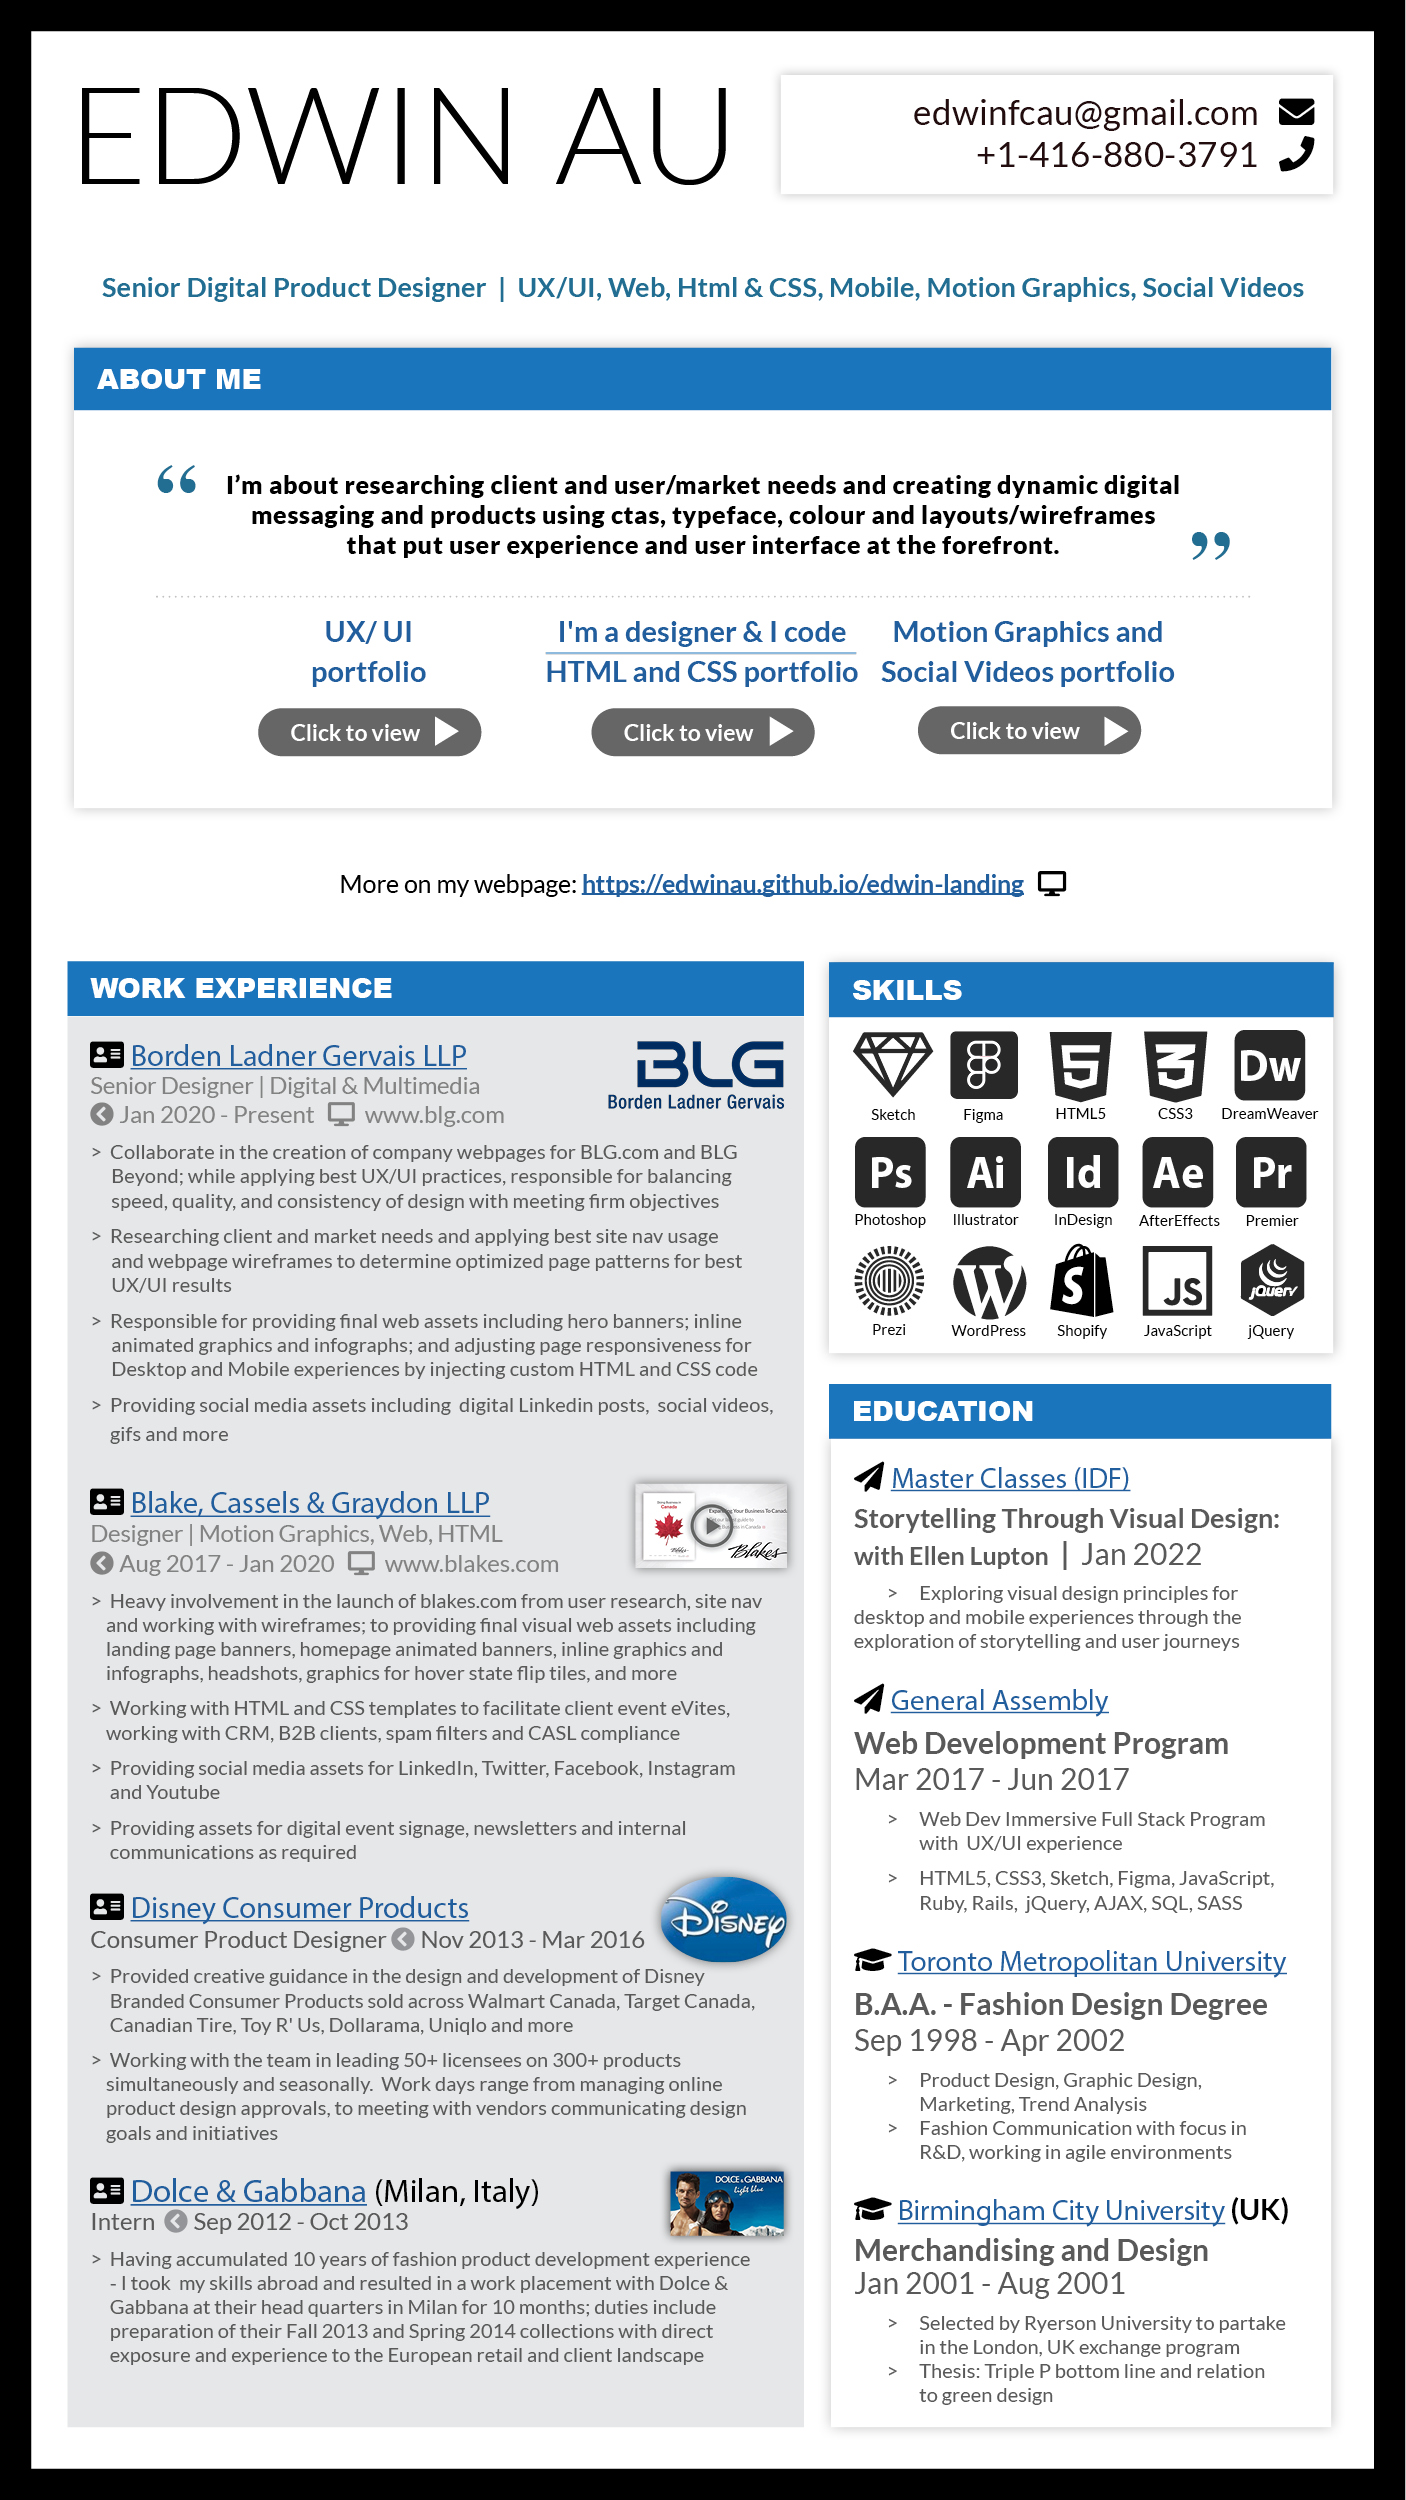 EDWIN AU
edwinfcau@gmail.com
+1-416-880-3791
Senior Digital Product Designer | UX/UI, Web, Html & CSS, Mobile, Motion Graphics, Social Videos
ABOUT ME
“ I’m about researching client and user/market needs and creating dynamic digital
messaging and products using ctas, typeface, colour and layouts/wireframes
that put user experience and user interface at the forefront. ”
UX/ UI
portfolio
Click to view
I'm a designer & I code
HTML and CSS portfolio
Click to view
Motion Graphics and
Social Videos portfolio
Click to view
More on my webpage: https://edwinau.github.io/edwin-landing
WORK EXPERIENCE
Borden Ladner Gervais LLP
Senior Designer | Digital & Multimedia
Jan 2020 - Present www.blg.com
BLG
Borden Ladner Gervais
> Collaborate in the creation of company webpages for BLG.com and BLG
Beyond; while applying best UX/UI practices, responsible for balancing
speed, quality, and consistency of design with meeting firm objectives
> Researching client and market needs and applying best site nav usage
and webpage wireframes to determine optimized page patterns for best
UX/UI results
> Responsible for providing final web assets including hero banners; inline
animated graphics and infographs; and adjusting page responsiveness for
Desktop and Mobile experiences by injecting custom HTML and CSS code
> Providing social media assets including digital Linkedin posts, social videos,
gifs and more
Blake, Cassels & Graydon LLP
Designer | Motion Graphics, Web, HTML
Aug 2017 - Jan 2020 www.blakes.com
Canada
Your Business To Canada
Blakes
Blakes
> Heavy involvement in the launch of blakes.com from user research, site nav
and working with wireframes; to providing final visual web assets including
landing page banners, homepage animated banners, inline graphics and
infographs, headshots, graphics for hover state flip tiles, and more
> Working with HTML and CSS templates to facilitate client event eVites,
working with CRM, B2B clients, spam filters and CASL compliance
> Providing social media assets for LinkedIn, Twitter, Facebook, Instagram
and Youtube
> Providing assets for digital event signage, newsletters and internal
communications as required
Disney Consumer Products
Consumer Product Designer Nov 2013 - Mar 2016
Disney
> Provided creative guidance in the design and development of Disney
Branded Consumer Products sold across Walmart Canada, Target Canada,
Canadian Tire, Toy R' Us, Dollarama, Uniqlo and more
> Working with the team in leading 50+ licensees on 300+ products
simultaneously and seasonally. Work days range from managing online
product design approvals, to meeting with vendors communicating design
goals and initiatives
Dolce & Gabbana (Milan, Italy)
Intern Sep 2012 - Oct 2013
DOLCE & GABBANA
light blue
> Having accumulated 10 years of fashion product development experience
- I took my skills abroad and resulted in a work placement with Dolce &
Gabbana at their head quarters in Milan for 10 months; duties include
preparation of their Fall 2013 and Spring 2014 collections with direct
exposure and experience to the European retail and client landscape
SKILLS
5 3 Dw
Sketch Figma HTML5 CSS3 DreamWeaver
Ps Ai Id Ae Pr
Photoshop Illustrator InDesign AfterEffects Premier
W S JS jQuery
Prezi WordPress Shopify JavaScript jQuery
EDUCATION
Master Classes (IDF)
Storytelling Through Visual Design:
with Ellen Lupton | Jan 2022
> Exploring visual design principles for
desktop and mobile experiences through the
exploration of storytelling and user journeys
General Assembly
Web Development Program
Mar 2017 - Jun 2017
> Web Dev Immersive Full Stack Program
with UX/UI experience
> HTML5, CSS3, Sketch, Figma, JavaScript,
Ruby, Rails, jQuery, AJAX, SQL, SASS
Toronto Metropolitan University
B.A.A. - Fashion Design Degree
Sep 1998 - Apr 2002
> Product Design, Graphic Design,
Marketing, Trend Analysis
> Fashion Communication with focus in
R&D, working in agile environments
Birmingham City University (UK)
Merchandising and Design
Jan 2001 - Aug 2001
> Selected by Ryerson University to partake
in the London, UK exchange program
> Thesis: Triple P bottom line and relation
to green design